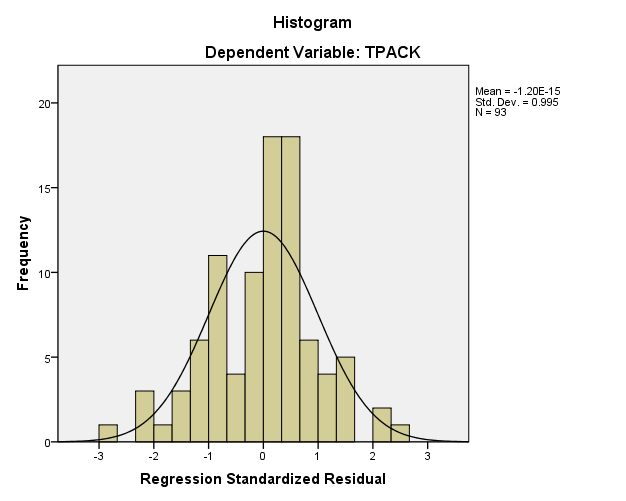 Histogram
Dependent Variable: TPACK
Mean = -1.20E-15
Std. Dev. = 0.995
N = 93
20
15
10
5
0
Frequency
-3 -2 -1 0 1 2 3
Regression Standardized Residual